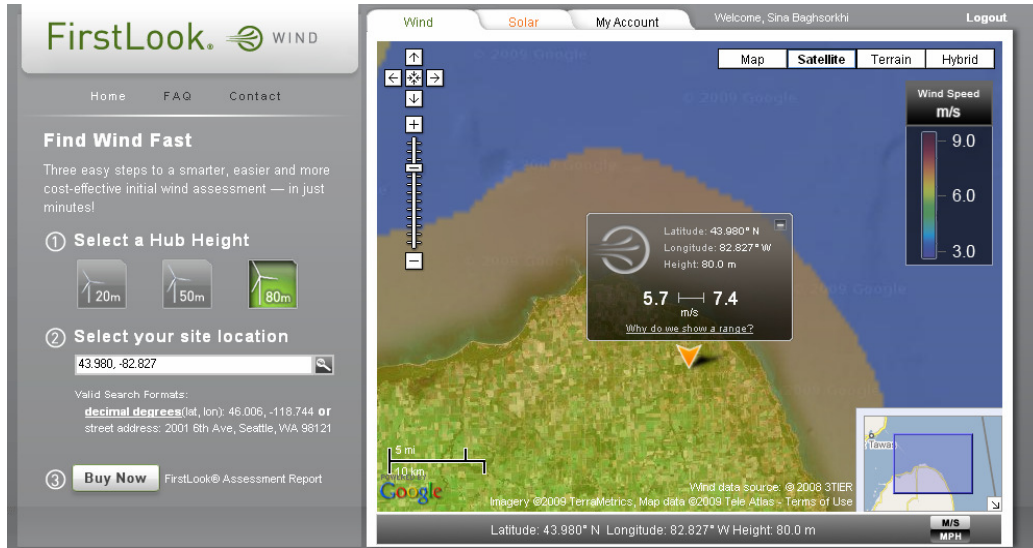 FirstLook® WIND
Home FAQ Contact
Find Wind Fast
Three easy steps to a smarter, easier and more
cost-effective initial wind assessment — in just
minutes!
1 Select a Hub Height
20m 50m 80m
2 Select your site location
43.980, -82.827
Valid Search Formats:
decimal degrees(lat, lon): 46.006, -118.744 or
street address: 2001 6th Ave, Seattle, WA 98121
3 Buy Now FirstLook® Assessment Report
Wind Solar My Account Welcome, Sina Baghsorkhi Logout
© 2009 Google
Map Satellite Terrain Hybrid
© 2009 Google
Wind Speed
m/s
9.0
6.0
3.0
Latitude: 43.980° N
Longitude: 82.827° W
Height: 80.0 m
5.7 7.4
m/s
Why do we show a range?
5 mi
10 km
POWERED BY
Google
Wind data source: © 2008 3TIER
Imagery ©2009 TerraMetrics, Map data ©2009 Tele Atlas - Terms of Use
6
Tawas
Latitude: 43.980° N Longitude: 82.827° W Height: 80.0 m
M/S
MPH